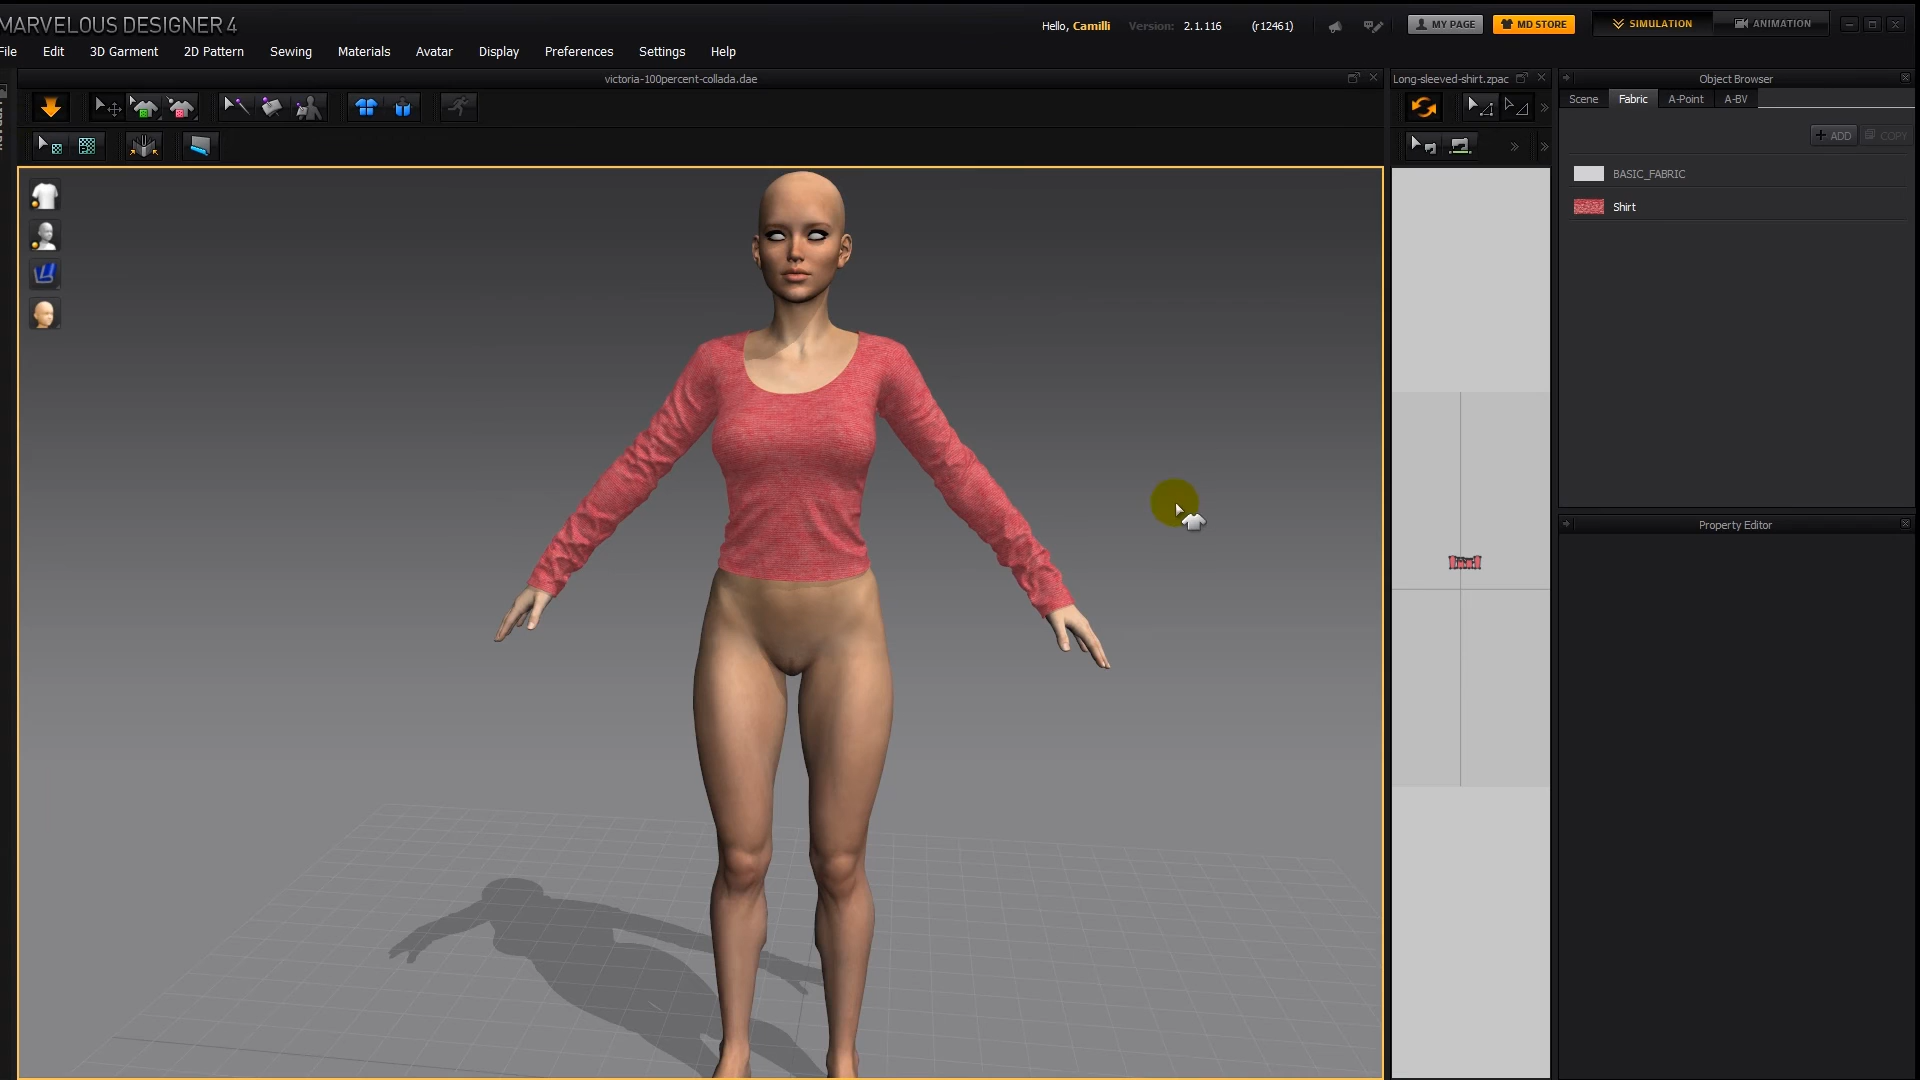 MARVELOUS DESIGNER 4
Hello, Camilli Version: 2.1.116 (r12461) MY PAGE MD STORE SIMULATION ANIMATION
File Edit 3D Garment 2D Pattern Sewing Materials Avatar Display Preferences Settings Help
victoria-100percent-collada.dae
Long-sleeved-shirt.zpac
Object Browser
Scene Fabric A-Point A-BV
+ ADD COPY
BASIC_FABRIC
Shirt
Property Editor